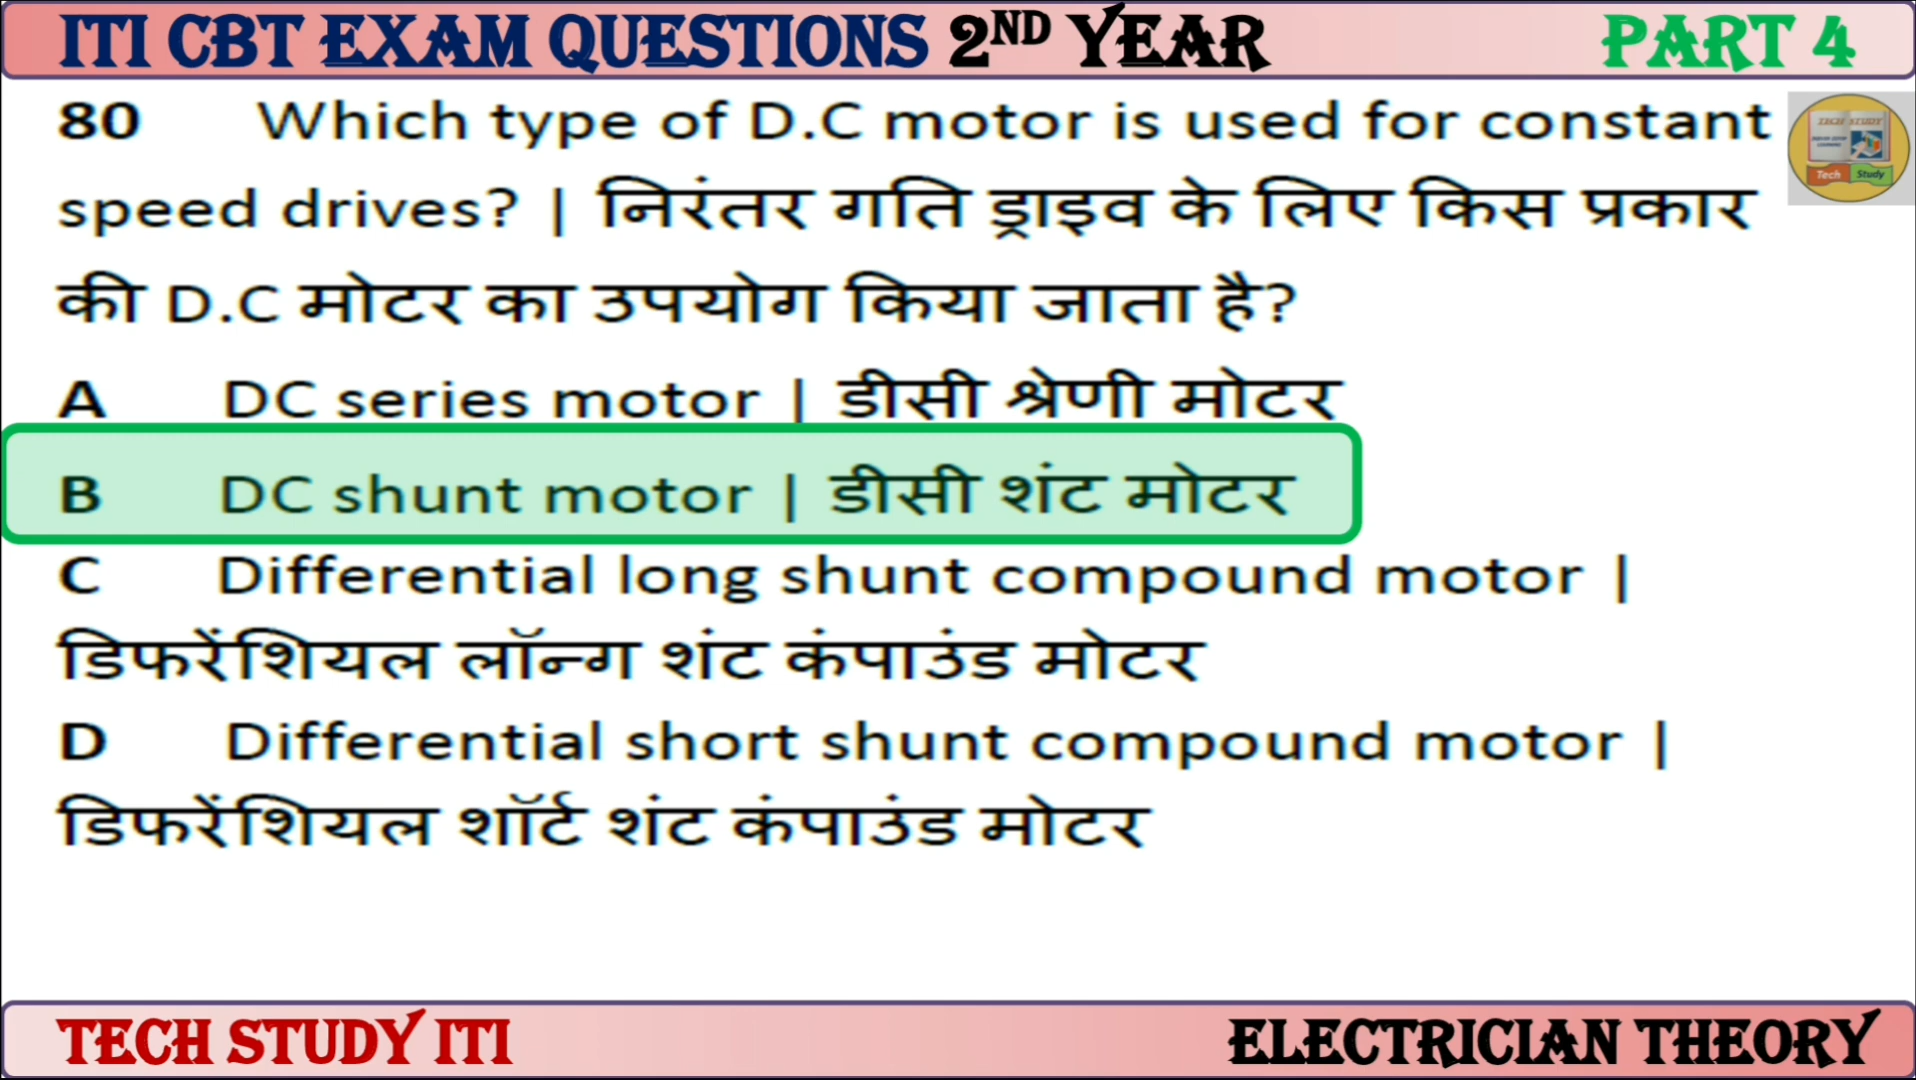 ITI CBT EXAM QUESTIONS 2ND YEAR PART 4
80 Which type of D.C motor is used for constant
speed drives? | निरंतर गति ड्राइव के लिए किस प्रकार
की D.C मोटर का उपयोग किया जाता है?
A DC series motor | डीसी श्रेणी मोटर
B DC shunt motor | डीसी शंट मोटर
C Differential long shunt compound motor |
डिफरेंशियल लॉन्ग शंट कंपाउंड मोटर
D Differential short shunt compound motor |
डिफरेंशियल शॉर्ट शंट कंपाउंड मोटर
TECH STUDY
Tech Study
TECH STUDY ITI ELECTRICIAN THEORY